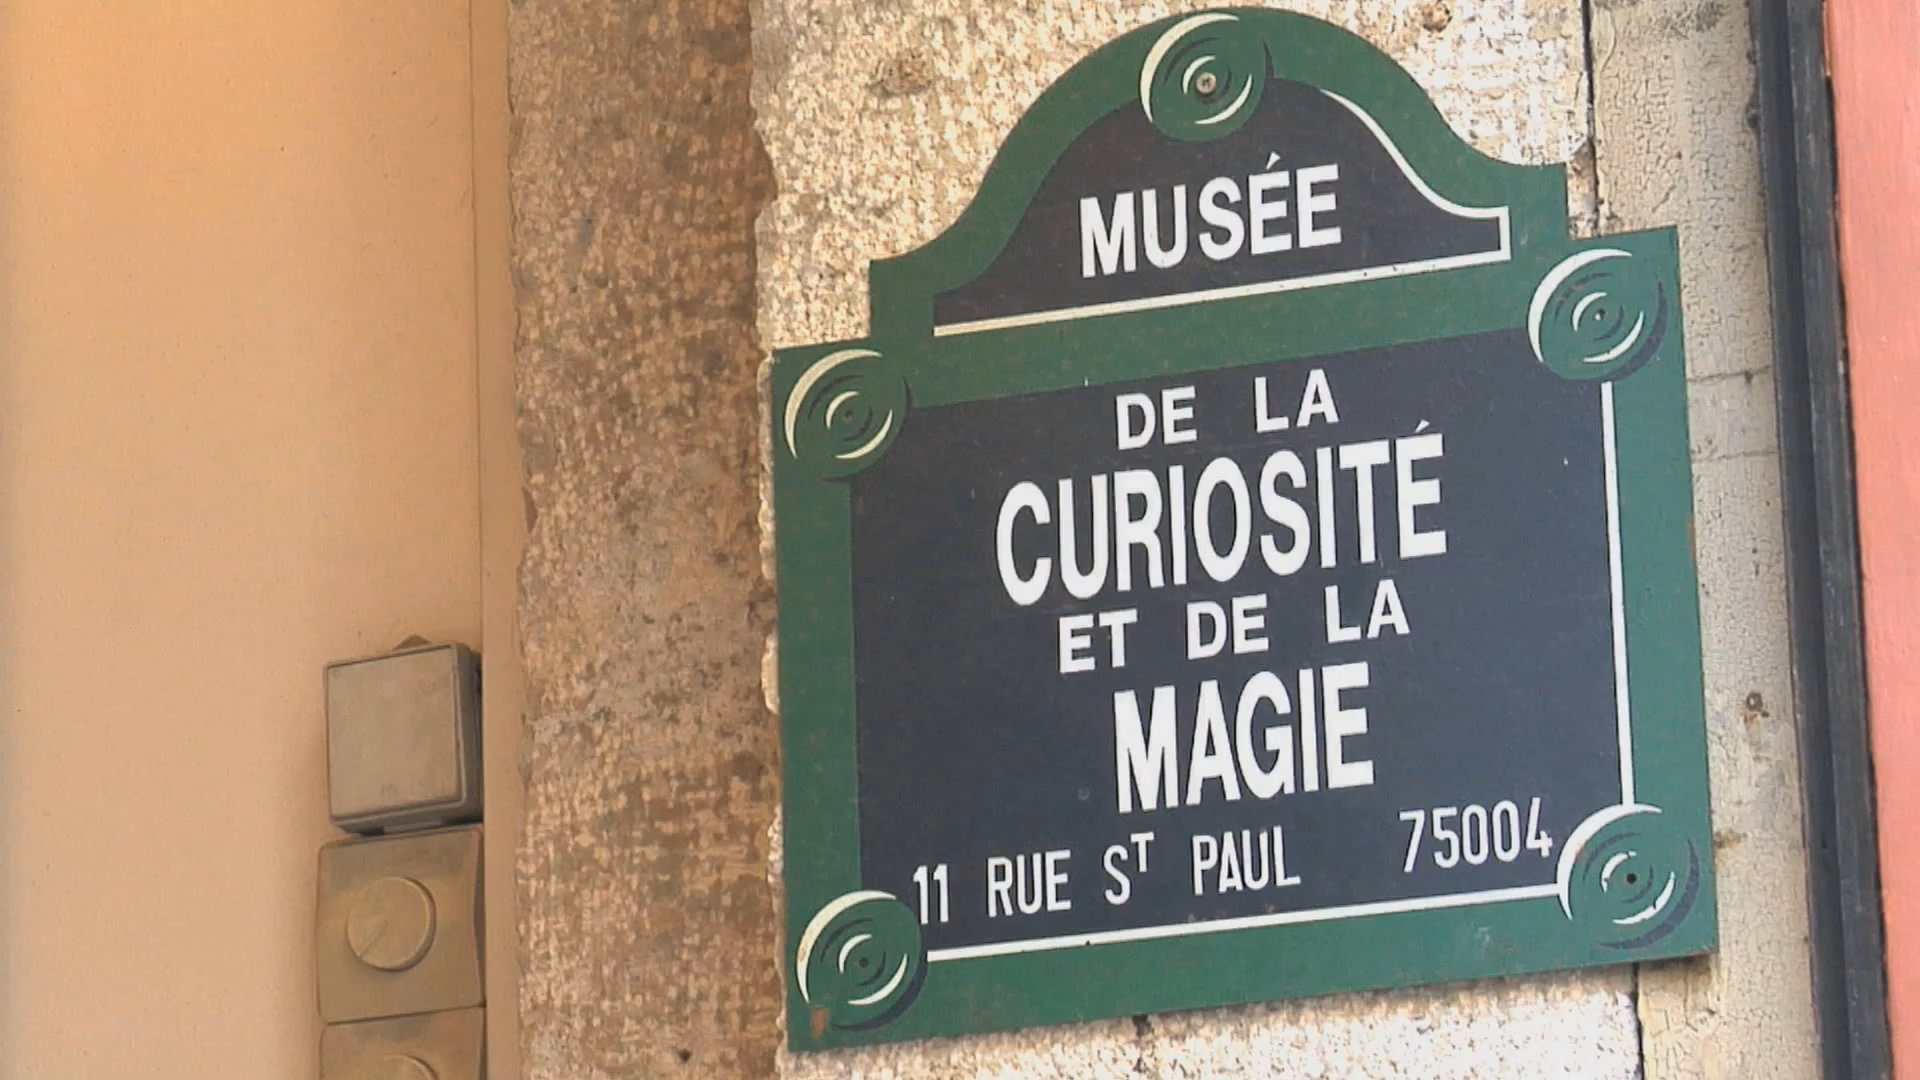 MUSÉE
DE LA
CURIOSITÉ
ET DE LA
MAGIE
11 RUE ST PAUL 75004